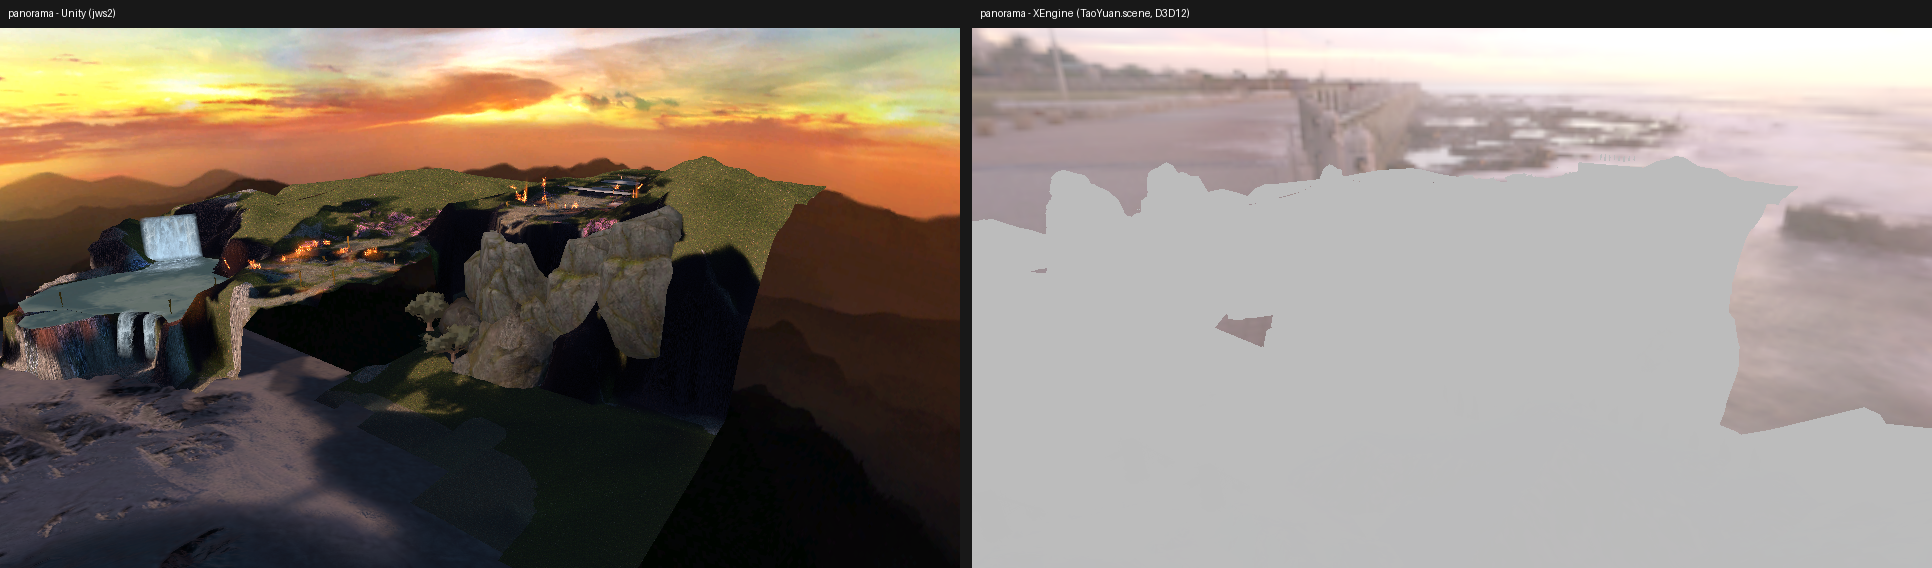 panorama - Unity (jws2)
panorama - XEngine (TaoYuan.scene, D3D12)